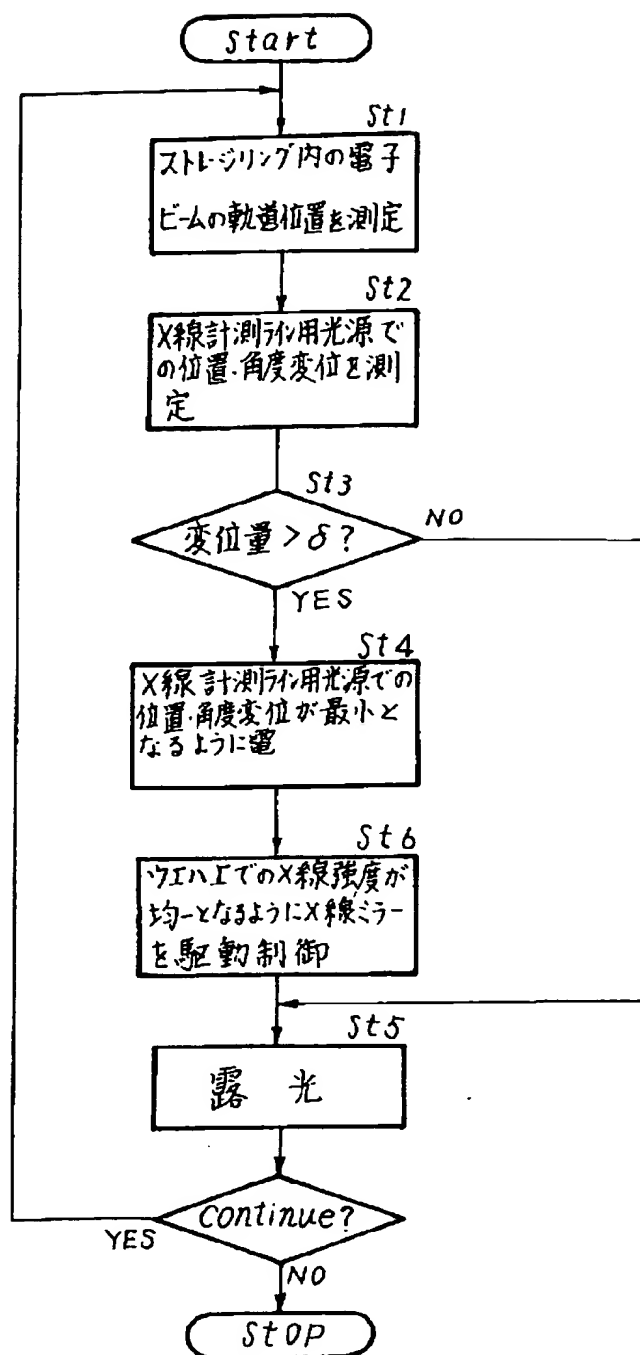 Start
St1
ストレージリング内の電子
ビームの軌道位置を測定
St2
X線計測ライン用光源で
の位置・角度変位を測
定
St3
変位量>δ?
NO
YES
St4
X線計測ライン用光源での
位置・角度変位が最小と
なるように電
St6
ウエハ上でのX線強度が
均一となるようにX線ミラー
を駆動制御
St5
露光
Continue?
YES
NO
StOP